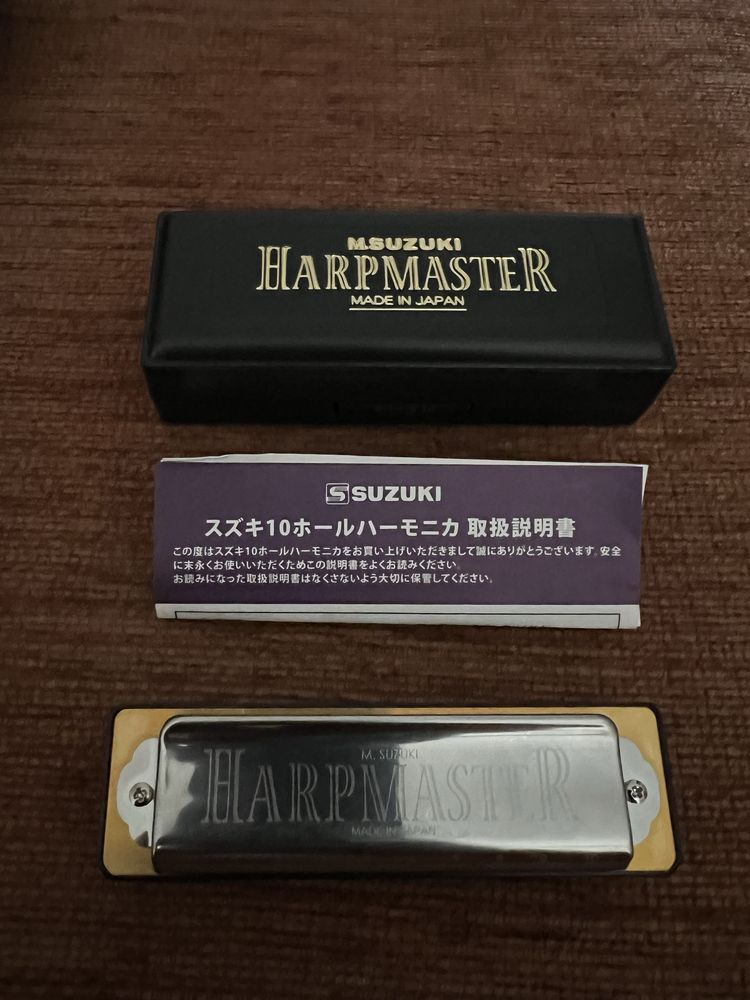 M.SUZUKI
HARPMASTER
MADE IN JAPAN
SUZUKI
スズキ10ホールハーモニカ 取扱説明書
この度はスズキ10ホールハーモニカをお買い上げいただきまして誠にありがとうございます。安全
に末永くお使いいただくためこの説明書をよくお読みください。
お読みになった取扱説明書はなくさないよう大切に保管してください。
M. SUZUKI
HARPMASTER
MADE IN JAPAN